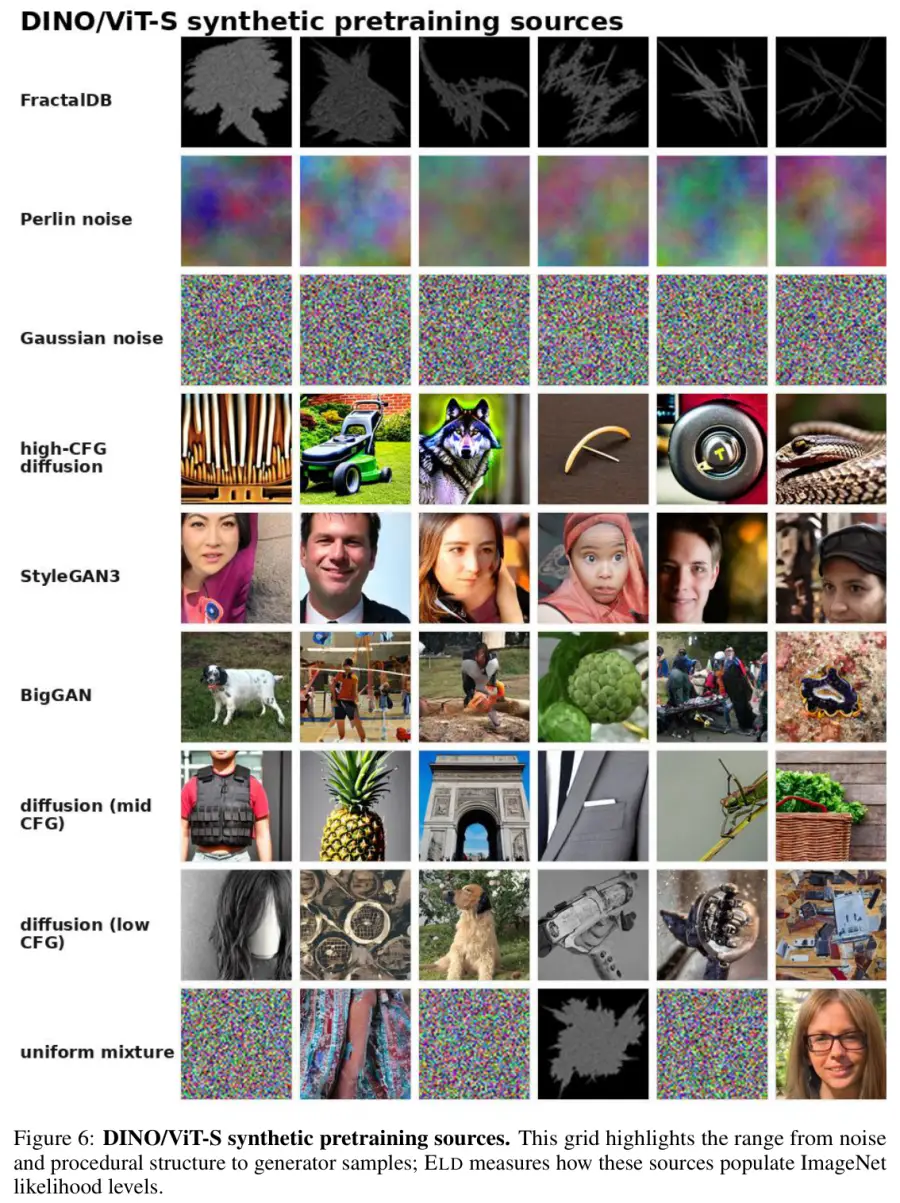 DINO/ViT-S synthetic pretraining sources
FractalDB
Perlin noise
Gaussian noise
high-CFG
diffusion
T
StyleGAN3
BigGAN
diffusion (mid
CFG)
diffusion (low
CFG)
uniform mixture
Figure 6: DINO/ViT-S synthetic pretraining sources. This grid highlights the range from noise
and procedural structure to generator samples; ELD measures how these sources populate ImageNet
likelihood levels.